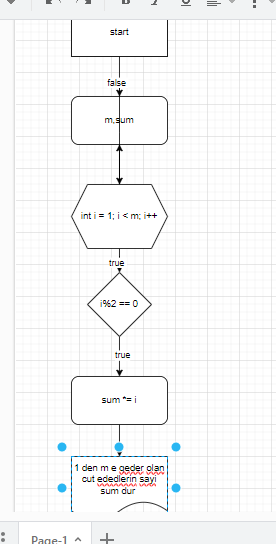 start
false
m,sum
int i = 1; i < m; i++
true
i%2 == 0
true
sum *= i
1 den m e qeder olan
cut ededlerin sayi
sum dur
Page-1